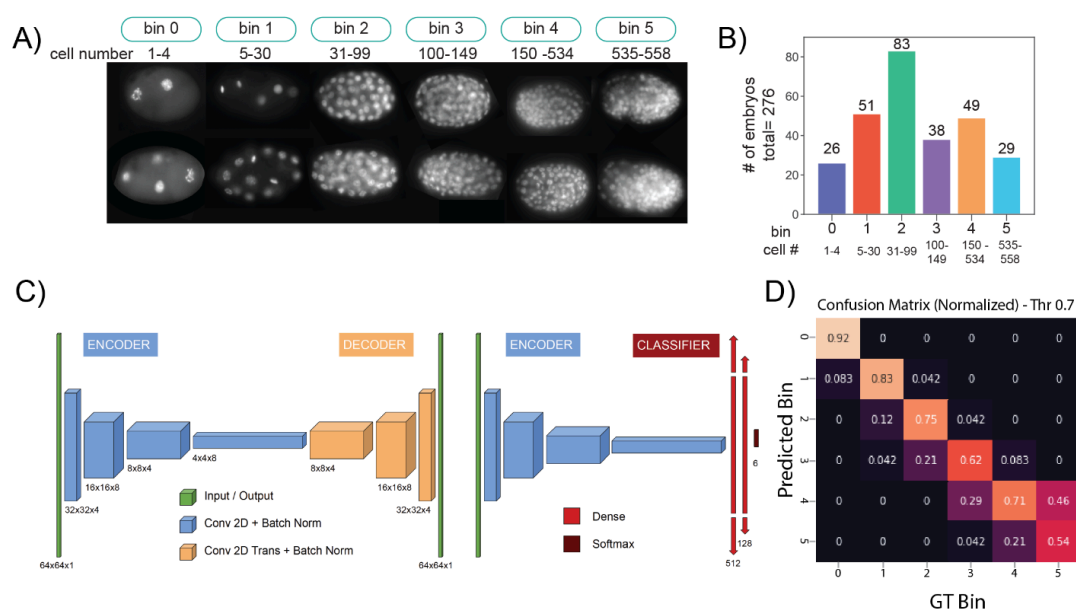 A)
bin 0 bin 1 bin 2 bin 3 bin 4 bin 5
cell number 1-4 5-30 31-99 100-149 150 -534 535-558
B)
# of embryos
total= 276
80
60
40
20
0
26 51 83 38 49 29
bin 0 1 2 3 4 5
cell # 1-4 5-30 31-99 100-149 150 -534 535-558
C)
ENCODER DECODER ENCODER CLASSIFIER
64x64x1
32x32x4
16x16x8
8x8x4
4x4x8
8x8x4
16x16x8
32x32x4
64x64x1
Input / Output
Conv 2D + Batch Norm
Conv 2D Trans + Batch Norm
Dense
Softmax
6
128
512
D)
Confusion Matrix (Normalized) - Thr 0.7
Predicted Bin
0 0.92 0 0 0 0 0
1 0.083 0.83 0.042 0 0 0
2 0 0.12 0.75 0.042 0 0
3 0 0.042 0.21 0.62 0.083 0
4 0 0 0 0.29 0.71 0.46
5 0 0 0 0.042 0.21 0.54
0 1 2 3 4 5
GT Bin